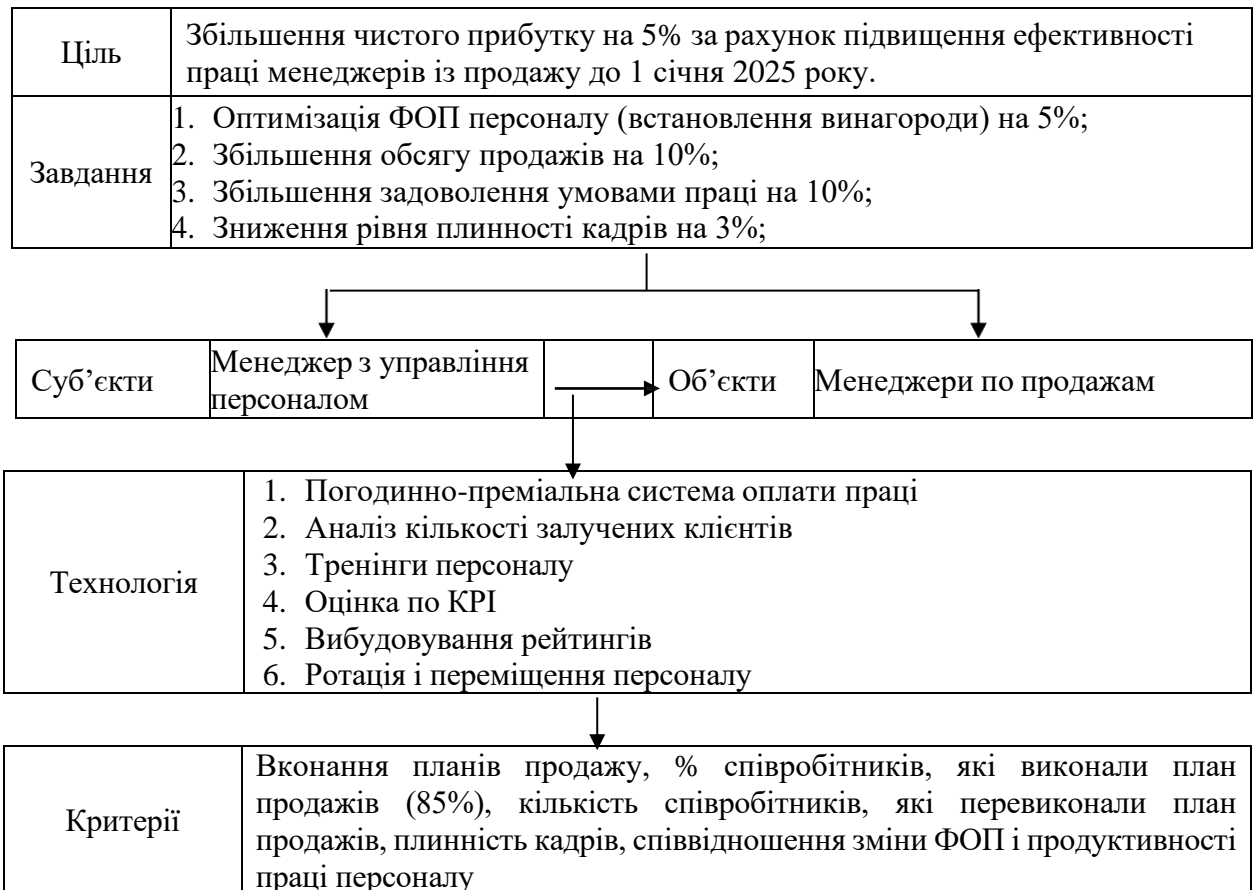 Ціль
Збільшення чистого прибутку на 5% за рахунок підвищення ефективності
праці менеджерів із продажу до 1 січня 2025 року.
Завдання
1. Оптимізація ФОП персоналу (встановлення винагороди) на 5%;
2. Збільшення обсягу продажів на 10%;
3. Збільшення задоволення умовами праці на 10%;
4. Зниження рівня плинності кадрів на 3%;
Суб’єкти
Менеджер з управління
персоналом
Об’єкти
Менеджери по продажам
Технологія
1. Погодинно-преміальна система оплати праці
2. Аналіз кількості залучених клієнтів
3. Тренінги персоналу
4. Оцінка по КРІ
5. Вибудовування рейтингів
6. Ротація і переміщення персоналу
Критерії
Вконання планів продажу, % співробітників, які виконали план
продажів (85%), кількість співробітників, які перевиконали план
продажів, плинність кадрів, співвідношення зміни ФОП і продуктивності
праці персоналу